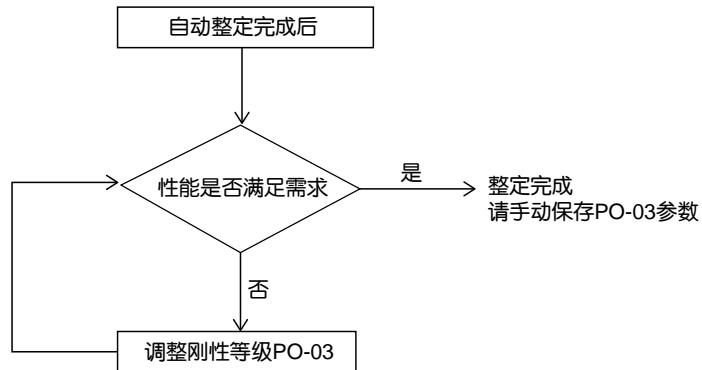 自动整定完成后
性能是否满足需求
是
整定完成
请手动保存PO-03参数
否
调整刚性等级PO-03